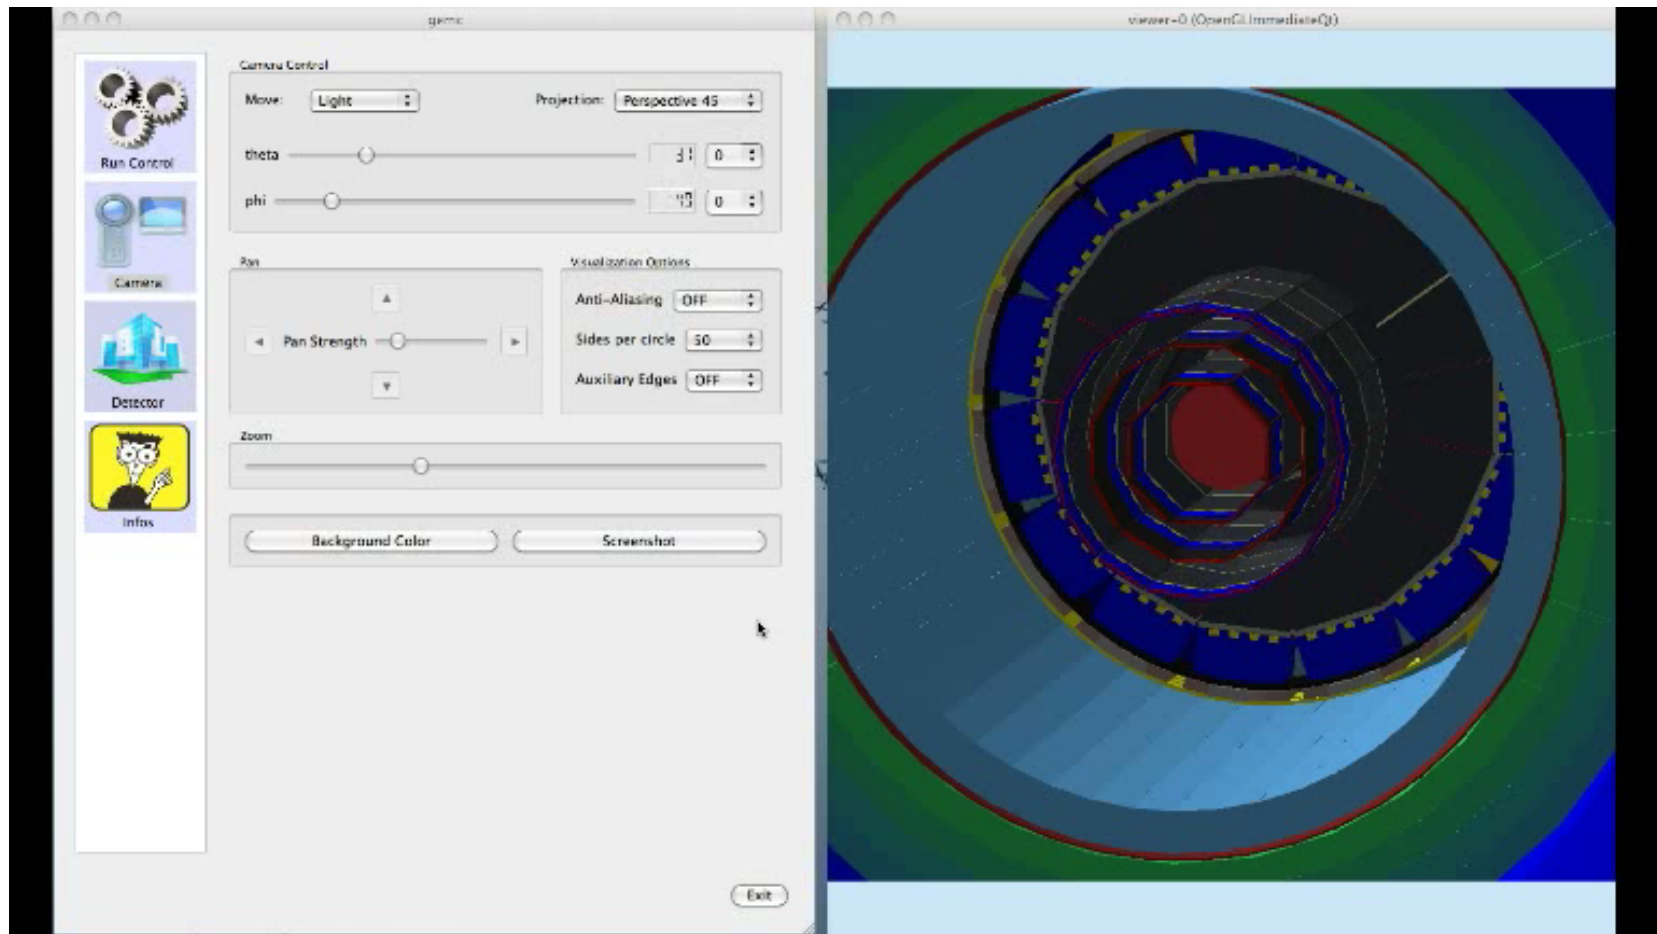 gemc
viewer-0 (OpenGLImmediateQt)
Run Control
Camera
Detector
Infos
Camera Control
Move: Light
Projection: Perspective 45
theta 0
phi 0
Pan
Pan Strength
Visualization Options
Anti-Aliasing OFF
Sides per circle 50
Auxiliary Edges OFF
Zoom
Background Color
Screenshot
Exit